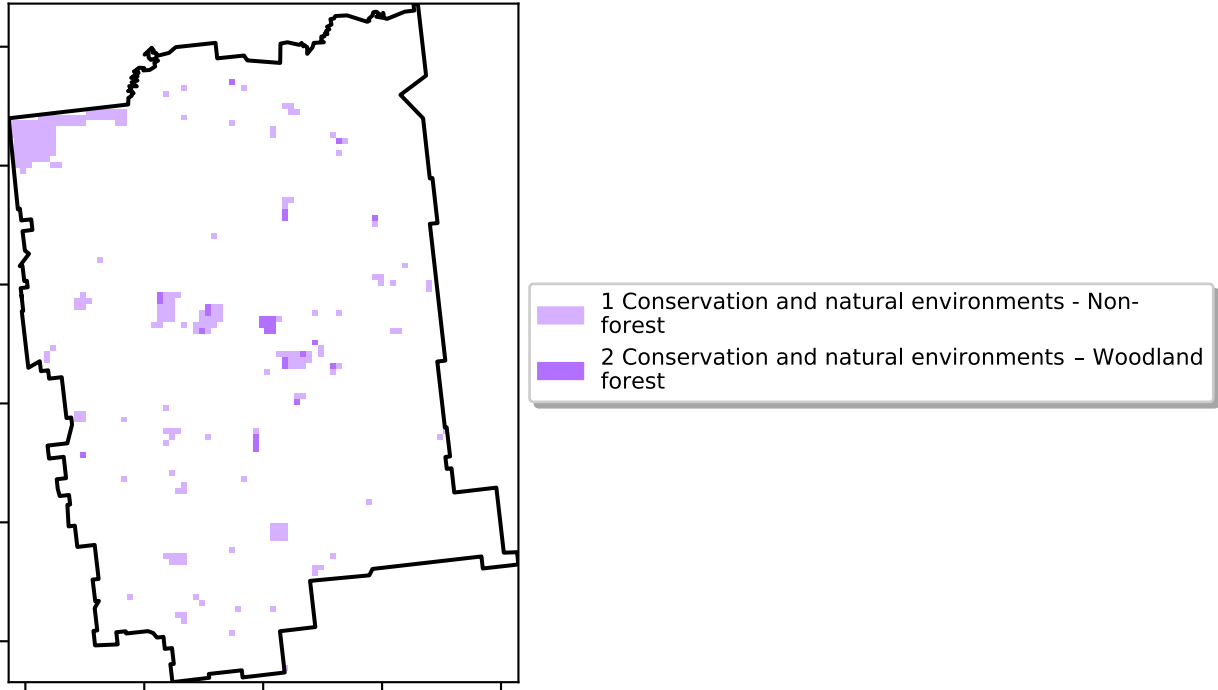 1 Conservation and natural environments - Non-
forest
2 Conservation and natural environments – Woodland
forest